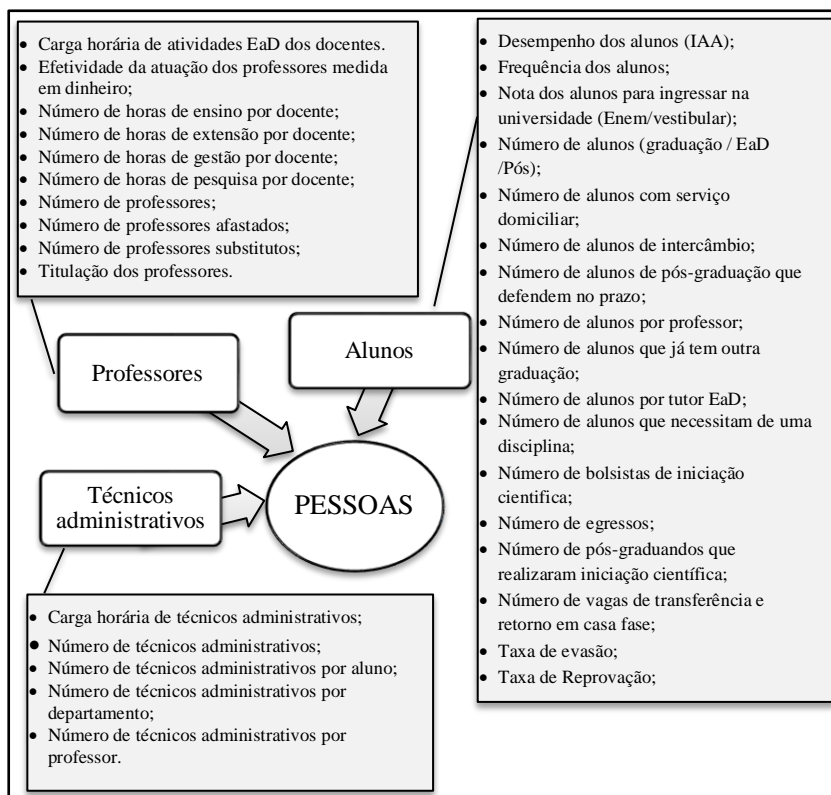 • Carga horária de atividades EaD dos docentes.
• Efetividade da atuação dos professores medida
em dinheiro;
• Número de horas de ensino por docente;
• Número de horas de extensão por docente;
• Número de horas de gestão por docente;
• Número de horas de pesquisa por docente;
• Número de professores;
• Número de professores afastados;
• Número de professores substitutos;
• Titulação dos professores.
• Desempenho dos alunos (IAA);
• Frequência dos alunos;
• Nota dos alunos para ingressar na
universidade (Enem/vestibular);
• Número de alunos (graduação / EaD
/Pós);
• Número de alunos com serviço
domiciliar;
• Número de alunos de intercâmbio;
• Número de alunos de pós-graduação que
defendem no prazo;
• Número de alunos por professor;
• Número de alunos que já tem outra
graduação;
• Número de alunos por tutor EaD;
• Número de alunos que necessitam de uma
disciplina;
• Número de bolsistas de iniciação
cientifica;
• Número de egressos;
• Número de pós-graduandos que
realizaram iniciação científica;
• Número de vagas de transferência e
retorno em casa fase;
• Taxa de evasão;
• Taxa de Reprovação;
Professores
Alunos
Técnicos
administrativos
PESSOAS
• Carga horária de técnicos administrativos;
• Número de técnicos administrativos;
• Número de técnicos administrativos por aluno;
• Número de técnicos administrativos por
departamento;
• Número de técnicos administrativos por
professor.